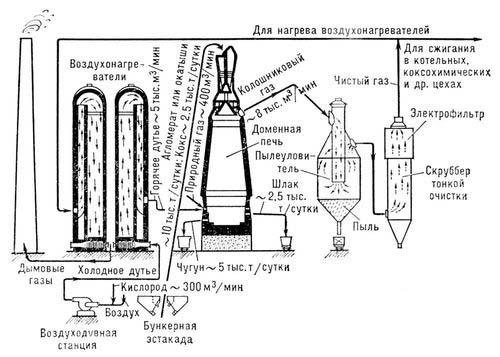 Для нагрева воздухонагревателей
Воздухонагре-
ватели
Горячее дутье ~ 5 тыс. м³/мин
~ 10 тыс. т/сутки
Агломерат или окатыши
Кокс ~ 2,5 тыс. т/сутки
Природный газ ~ 400 м³/мин
Колошниковый
газ
~ 8 тыс. м³/мин
Чистый газ
Для сжигания
в котельных,
коксохимических
и др. цехах
Электрофильтр
Доменная
печь
Пылеулови-
тель
Шлак
~ 2,5 тыс.
т/сутки
Скруббер
тонкой
очистки
Пыль
Дымовые
газы
Холодное дутье
Чугун ~ 5 тыс. т/сутки
Кислород ~ 300 м³/мин
Воздух
Воздуходувная
станция
Бункерная
эстакада